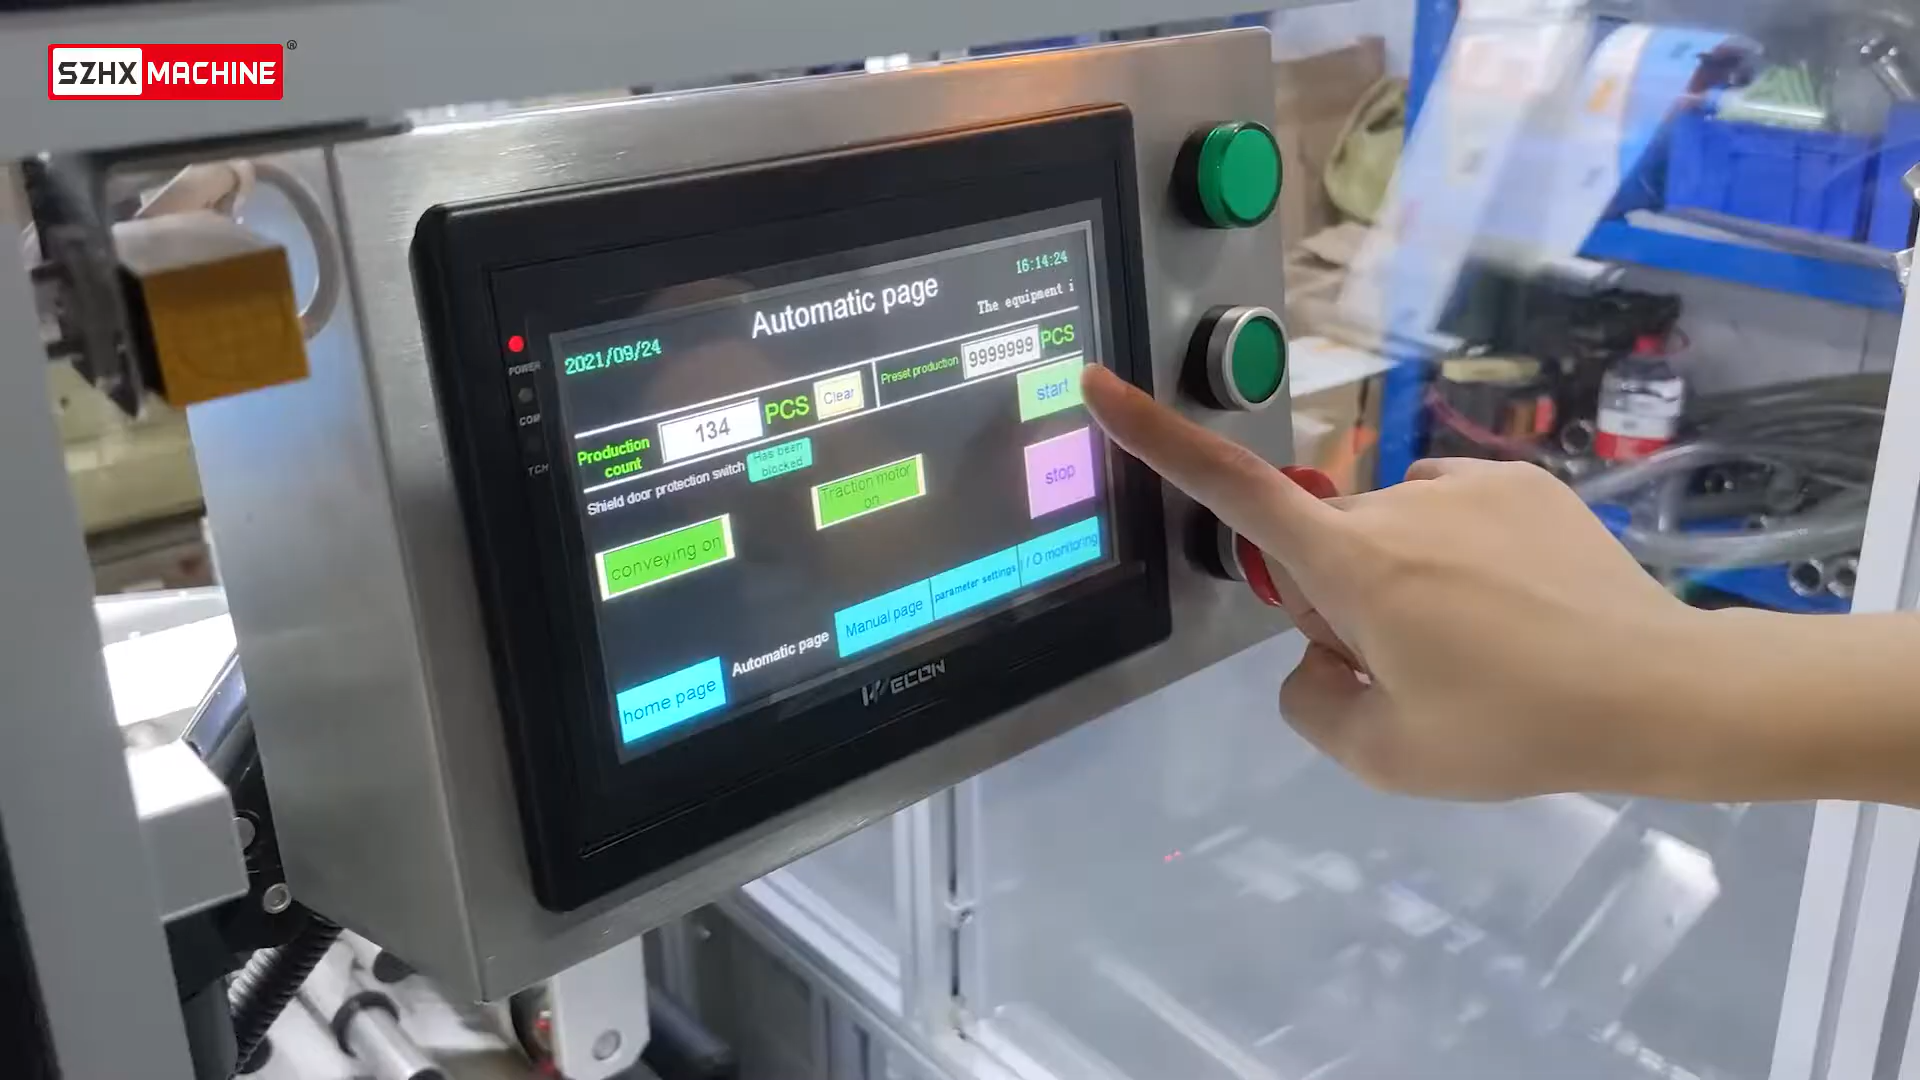 SZHX MACHINE®
16:14:24
Automatic page
The equipment i
2021/09/24
Production count
134
PCS
Clear
Preset production
9999999
PCS
start
Shield door protection switch
Has been blocked
Traction motor on
stop
conveying on
home page
Automatic page
Manual page
parameter settings
I/O monitoring
POWER
COM
TCH
WECON